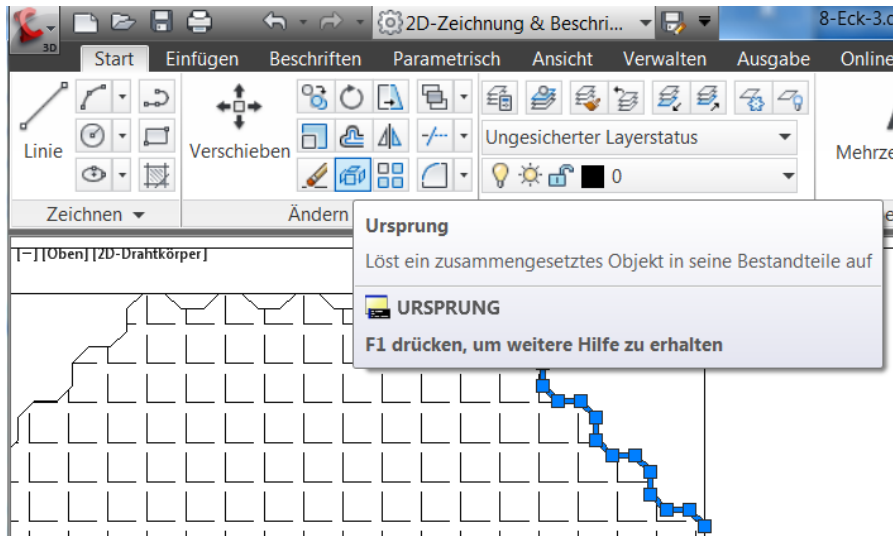 3D
2D-Zeichnung & Beschri...
8-Eck-3.
Start Einfügen Beschriften Parametrisch Ansicht Verwalten Ausgabe Online
Linie
Verschieben
Ungesicherter Layerstatus
0
Mehrze
Zeichnen
Ändern
Ursprung
Löst ein zusammengesetztes Objekt in seine Bestandteile auf
URSPRUNG
F1 drücken, um weitere Hilfe zu erhalten
[−] [Oben] [2D-Drahtkörper]